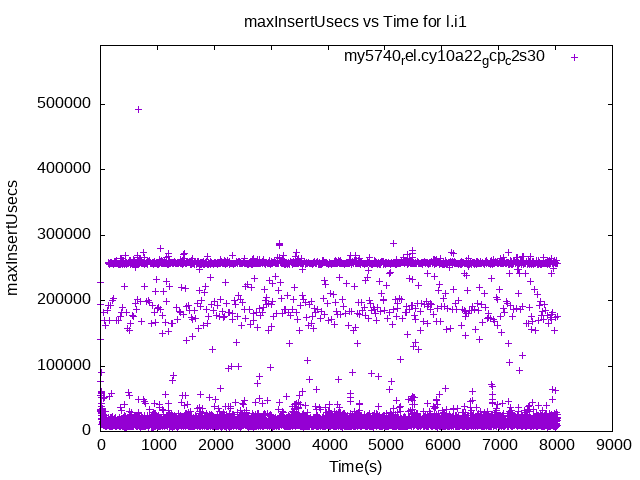 maxInsertUsecs vs Time for l.i1
my5740rel.cy10a22gcpc2s30
500000
400000
300000
200000
100000
0
maxInsertUsecs
0 1000 2000 3000 4000 5000 6000 7000 8000 9000
Time(s)